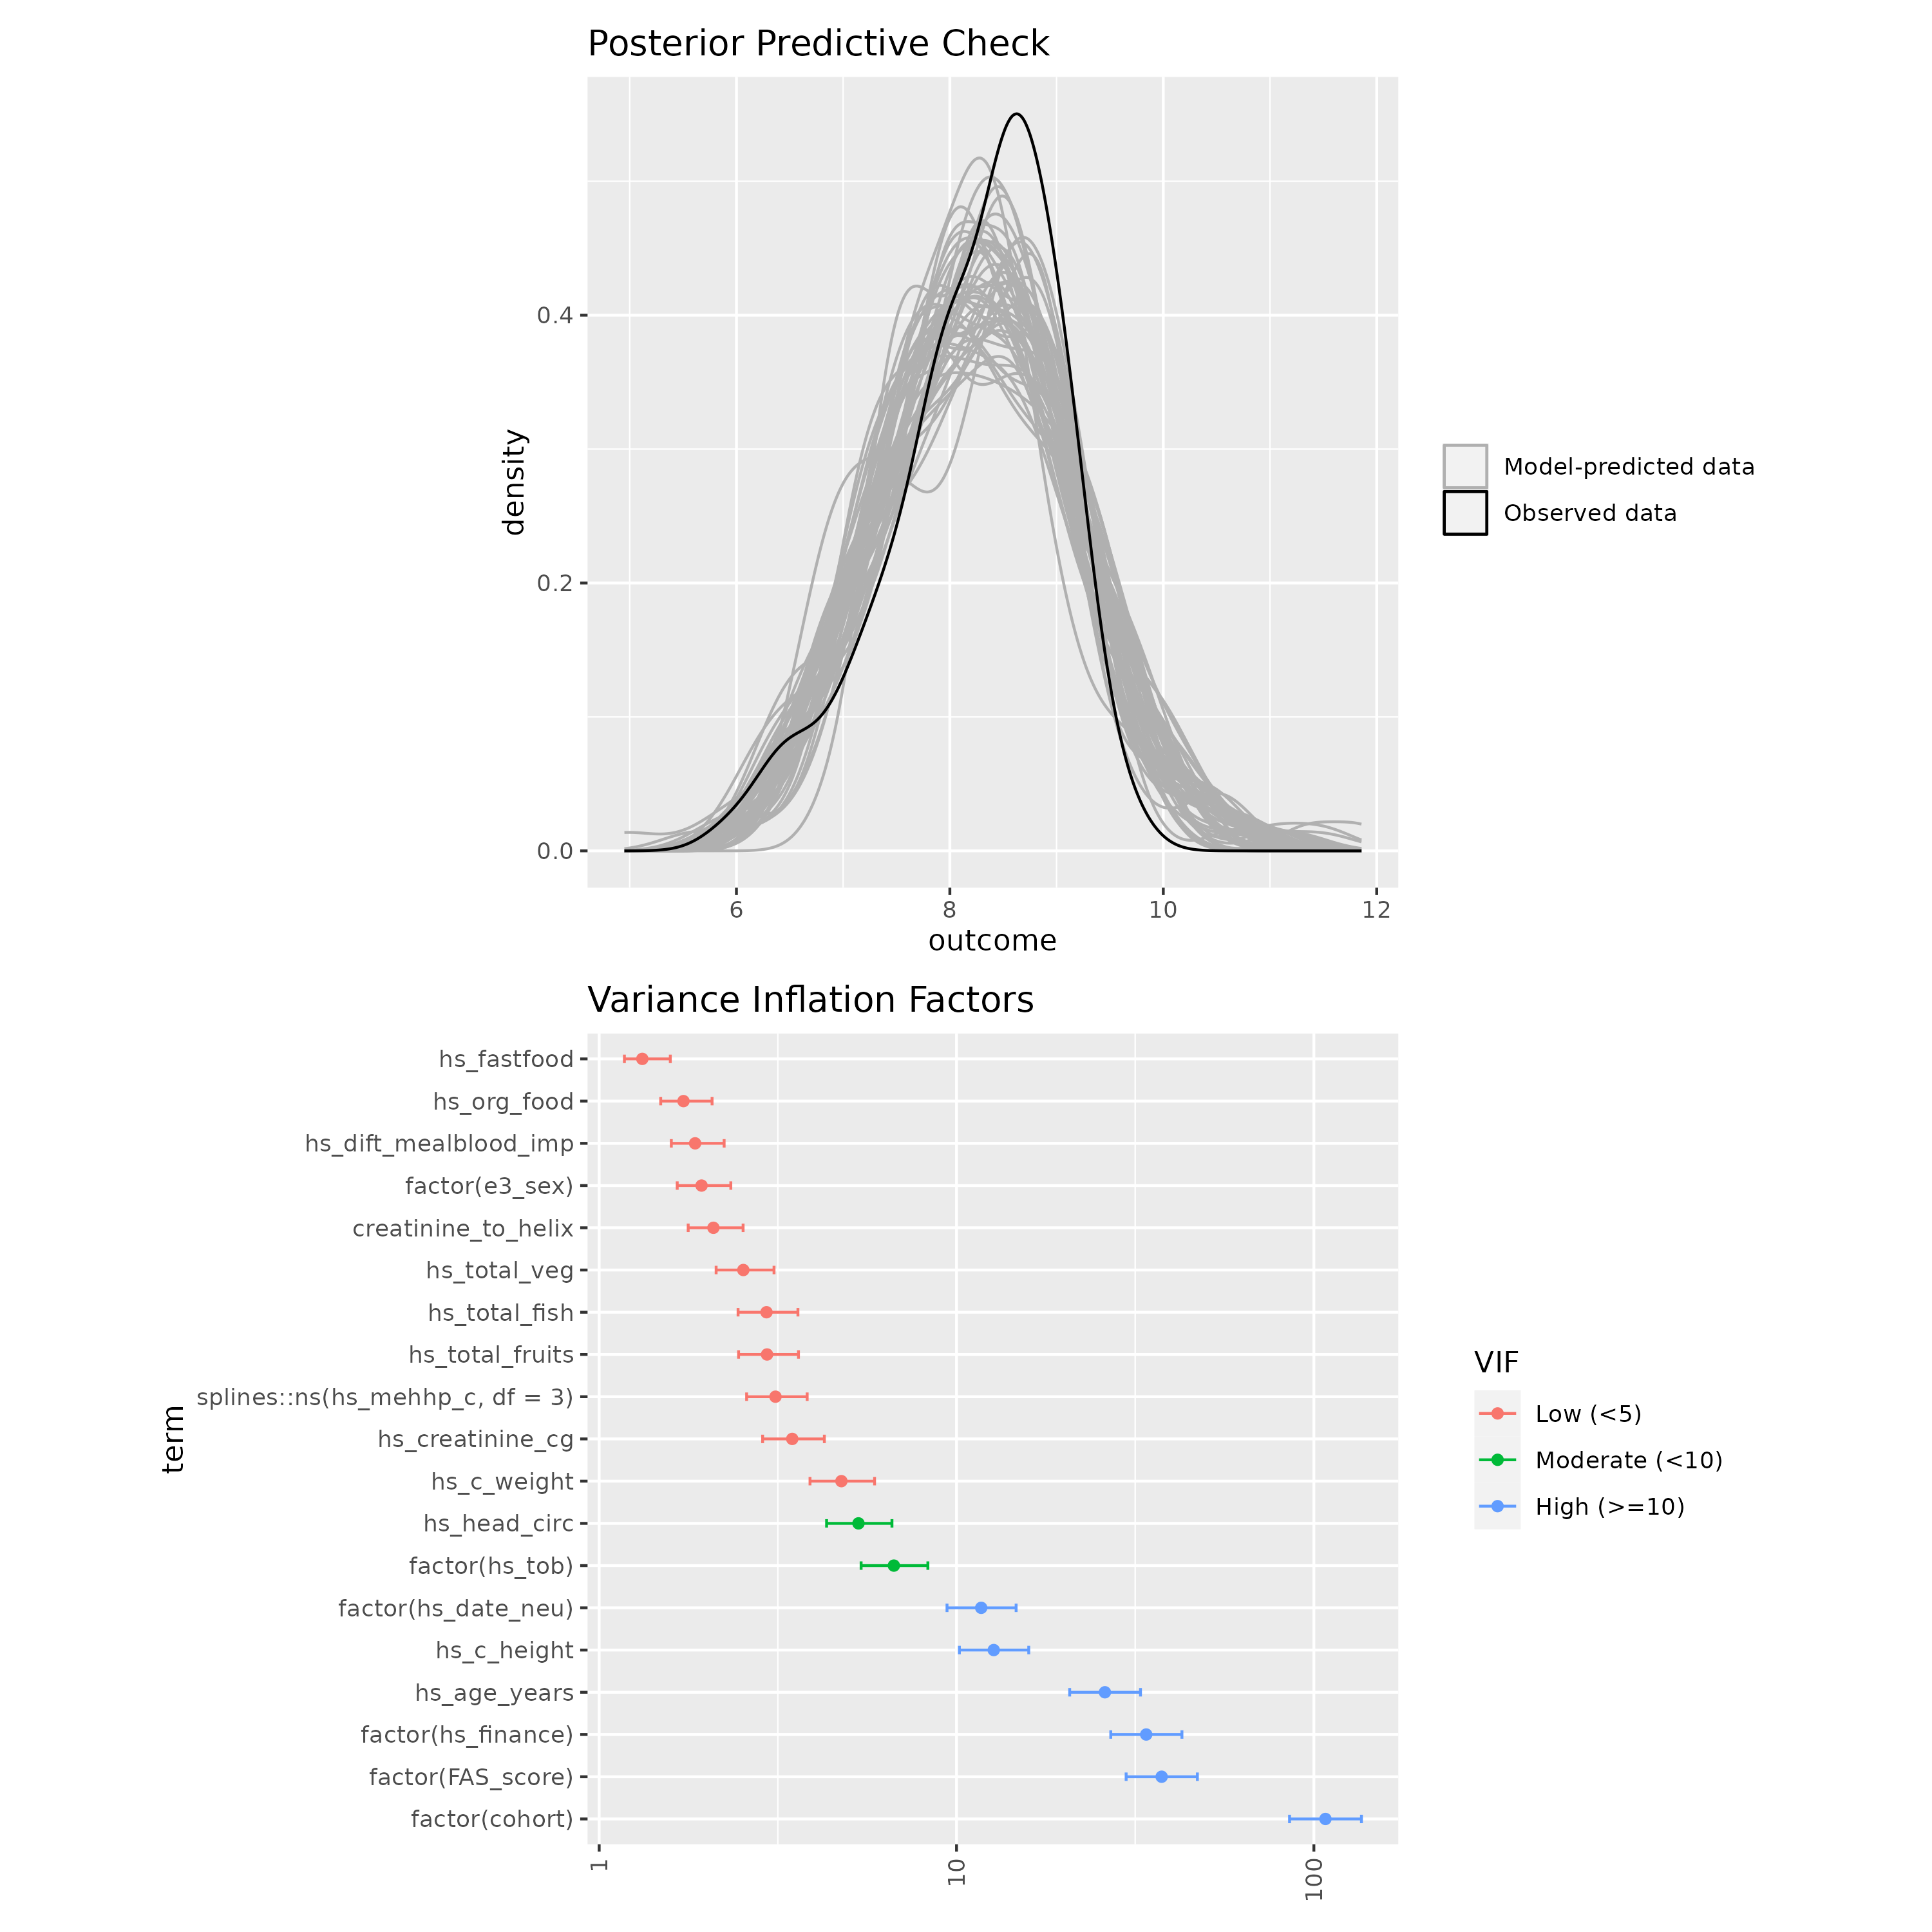 Posterior Predictive Check
density
0.4
0.2
0.0
6 8 10 12
outcome
Model-predicted data
Observed data
Variance Inflation Factors
term
hs_fastfood
hs_org_food
hs_dift_mealblood_imp
factor(e3_sex)
creatinine_to_helix
hs_total_veg
hs_total_fish
hs_total_fruits
splines::ns(hs_mehhp_c, df = 3)
hs_creatinine_cg
hs_c_weight
hs_head_circ
factor(hs_tob)
factor(hs_date_neu)
hs_c_height
hs_age_years
factor(hs_finance)
factor(FAS_score)
factor(cohort)
1 10 100
VIF
Low (<5)
Moderate (<10)
High (>=10)